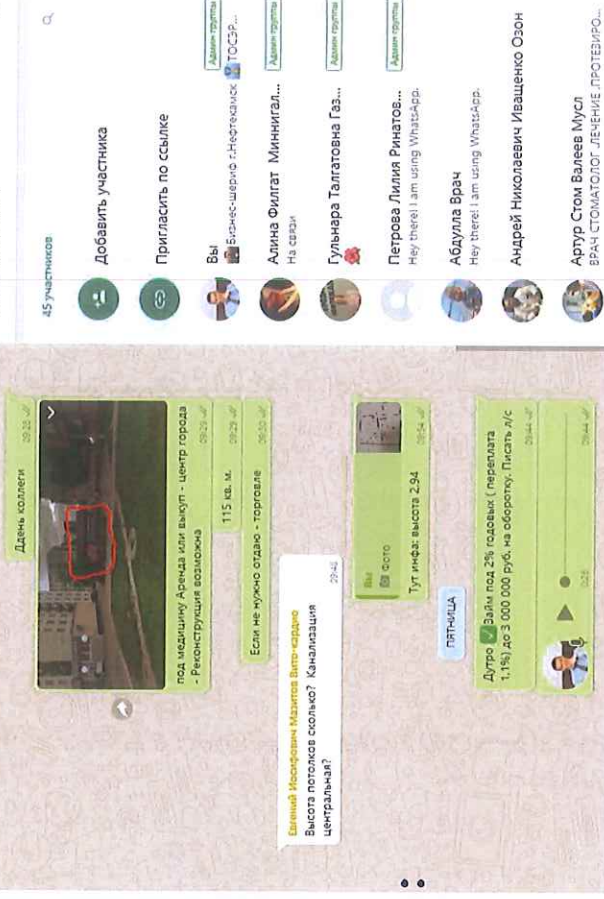 Ддень коллеги
09:28
под медицину Аренда или выкуп - центр города
- Реконструкция возможна
09:29
115 кв. м.
09:29
Если не нужно отдаю - торговле
09:30
Евгений Иосифович Мазитов Вито-кардио
Высота потолков сколько? Канализация
центральная?
09:48
Вы
Фото
Тут инфа: высота 2,94
09:54
ПЯТНИЦА
Дутро ✅ Займ под 2% годовых ( переплата
1,1%) до 3 000 000 руб. на оборотку. Писать л/с
09:44
0:28
09:44
45 участников
Добавить участника
Пригласить по ссылке
Вы
Админ группы
Бизнес-шериф г.Нефтекамск ТОСЭР...
Алина Филгат Миннигал...
Админ группы
На связи
Гульнара Талгатовна Газ...
Админ группы
Петрова Лилия Ринатов...
Админ группы
Hey there! I am using WhatsApp.
Абдулла Врач
Hey there! I am using WhatsApp.
Андрей Николаевич Иващенко Озон
Артур Стом Валеев Мусл
ВРАЧ СТОМАТОЛОГ ЛЕЧЕНИЕ ,ПРОТЕЗИРО...